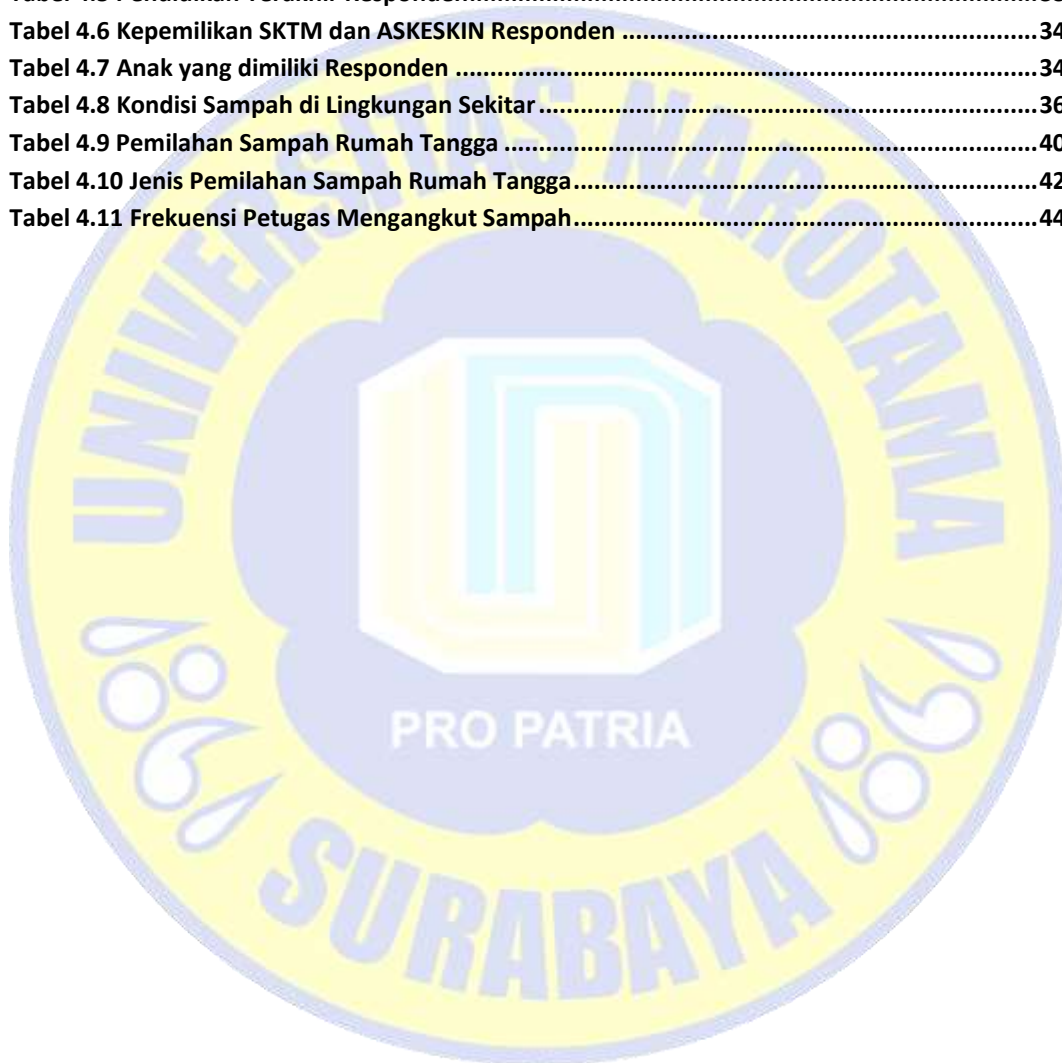 Tabel 4.6 Kepemilikan SKTM dan ASKESKIN Responden ........................................................................34
Tabel 4.7 Anak yang dimiliki Responden ....................................................................................................34
Tabel 4.8 Kondisi Sampah di Lingkungan Sekitar ......................................................................................36
Tabel 4.9 Pemilahan Sampah Rumah Tangga ............................................................................................40
Tabel 4.10 Jenis Pemilahan Sampah Rumah Tangga................................................................................42
Tabel 4.11 Frekuensi Petugas Mengangkut Sampah................................................................................44
UNIVERSITAS NAROTAMA
PRO PATRIA
SURABAYA